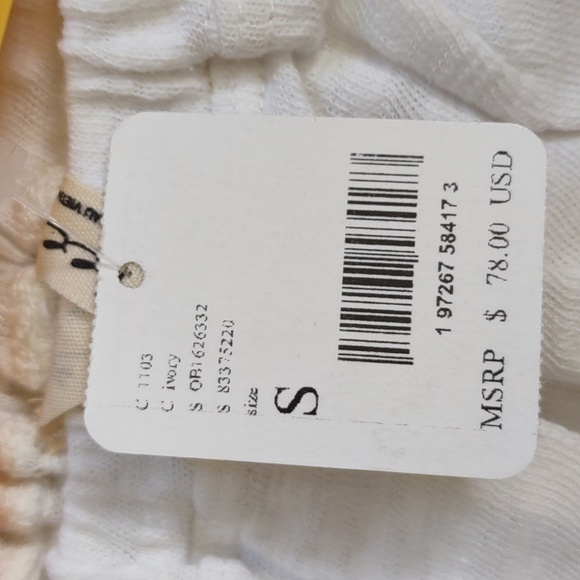 C 1103
C ivory
S OB1626332
S 83375220
size
S
1 97267 58417 3
MSRP $ 78.00 USD